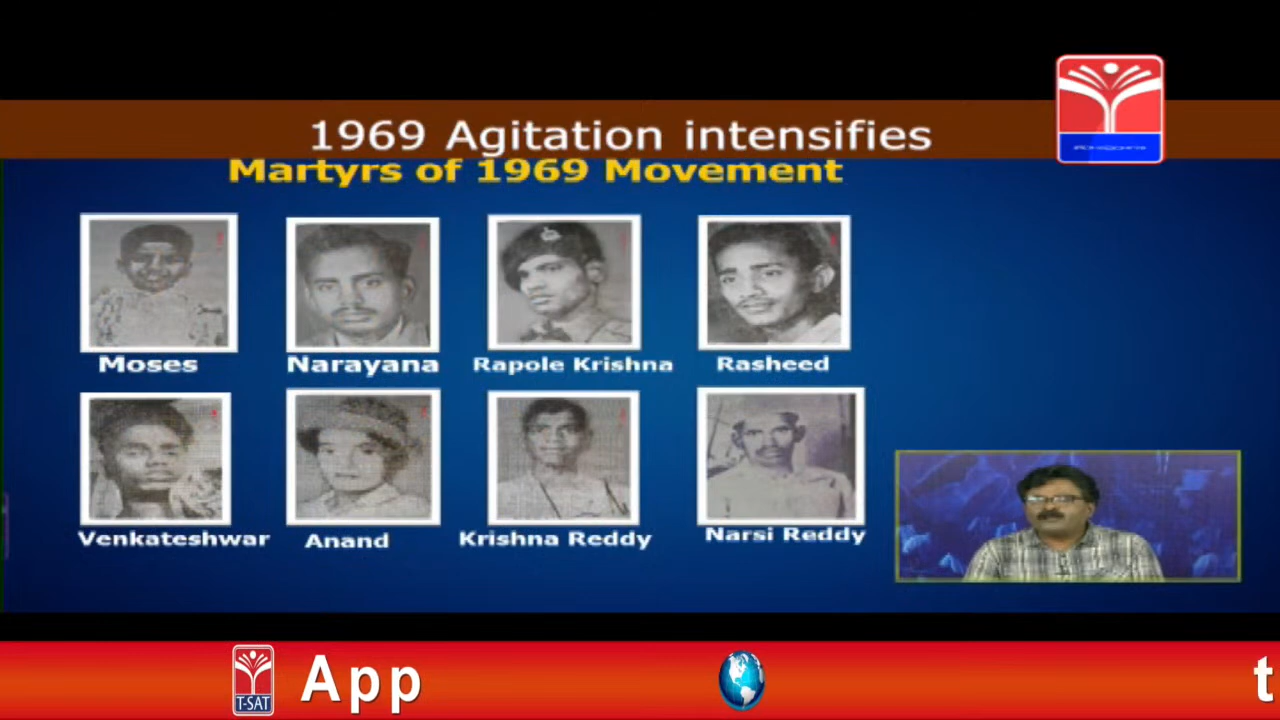 1969 Agitation intensifies
Martyrs of 1969 Movement
Moses
Narayana
Rapole Krishna
Rasheed
Venkateshwar
Anand
Krishna Reddy
Narsi Reddy
T-SAT
App
t